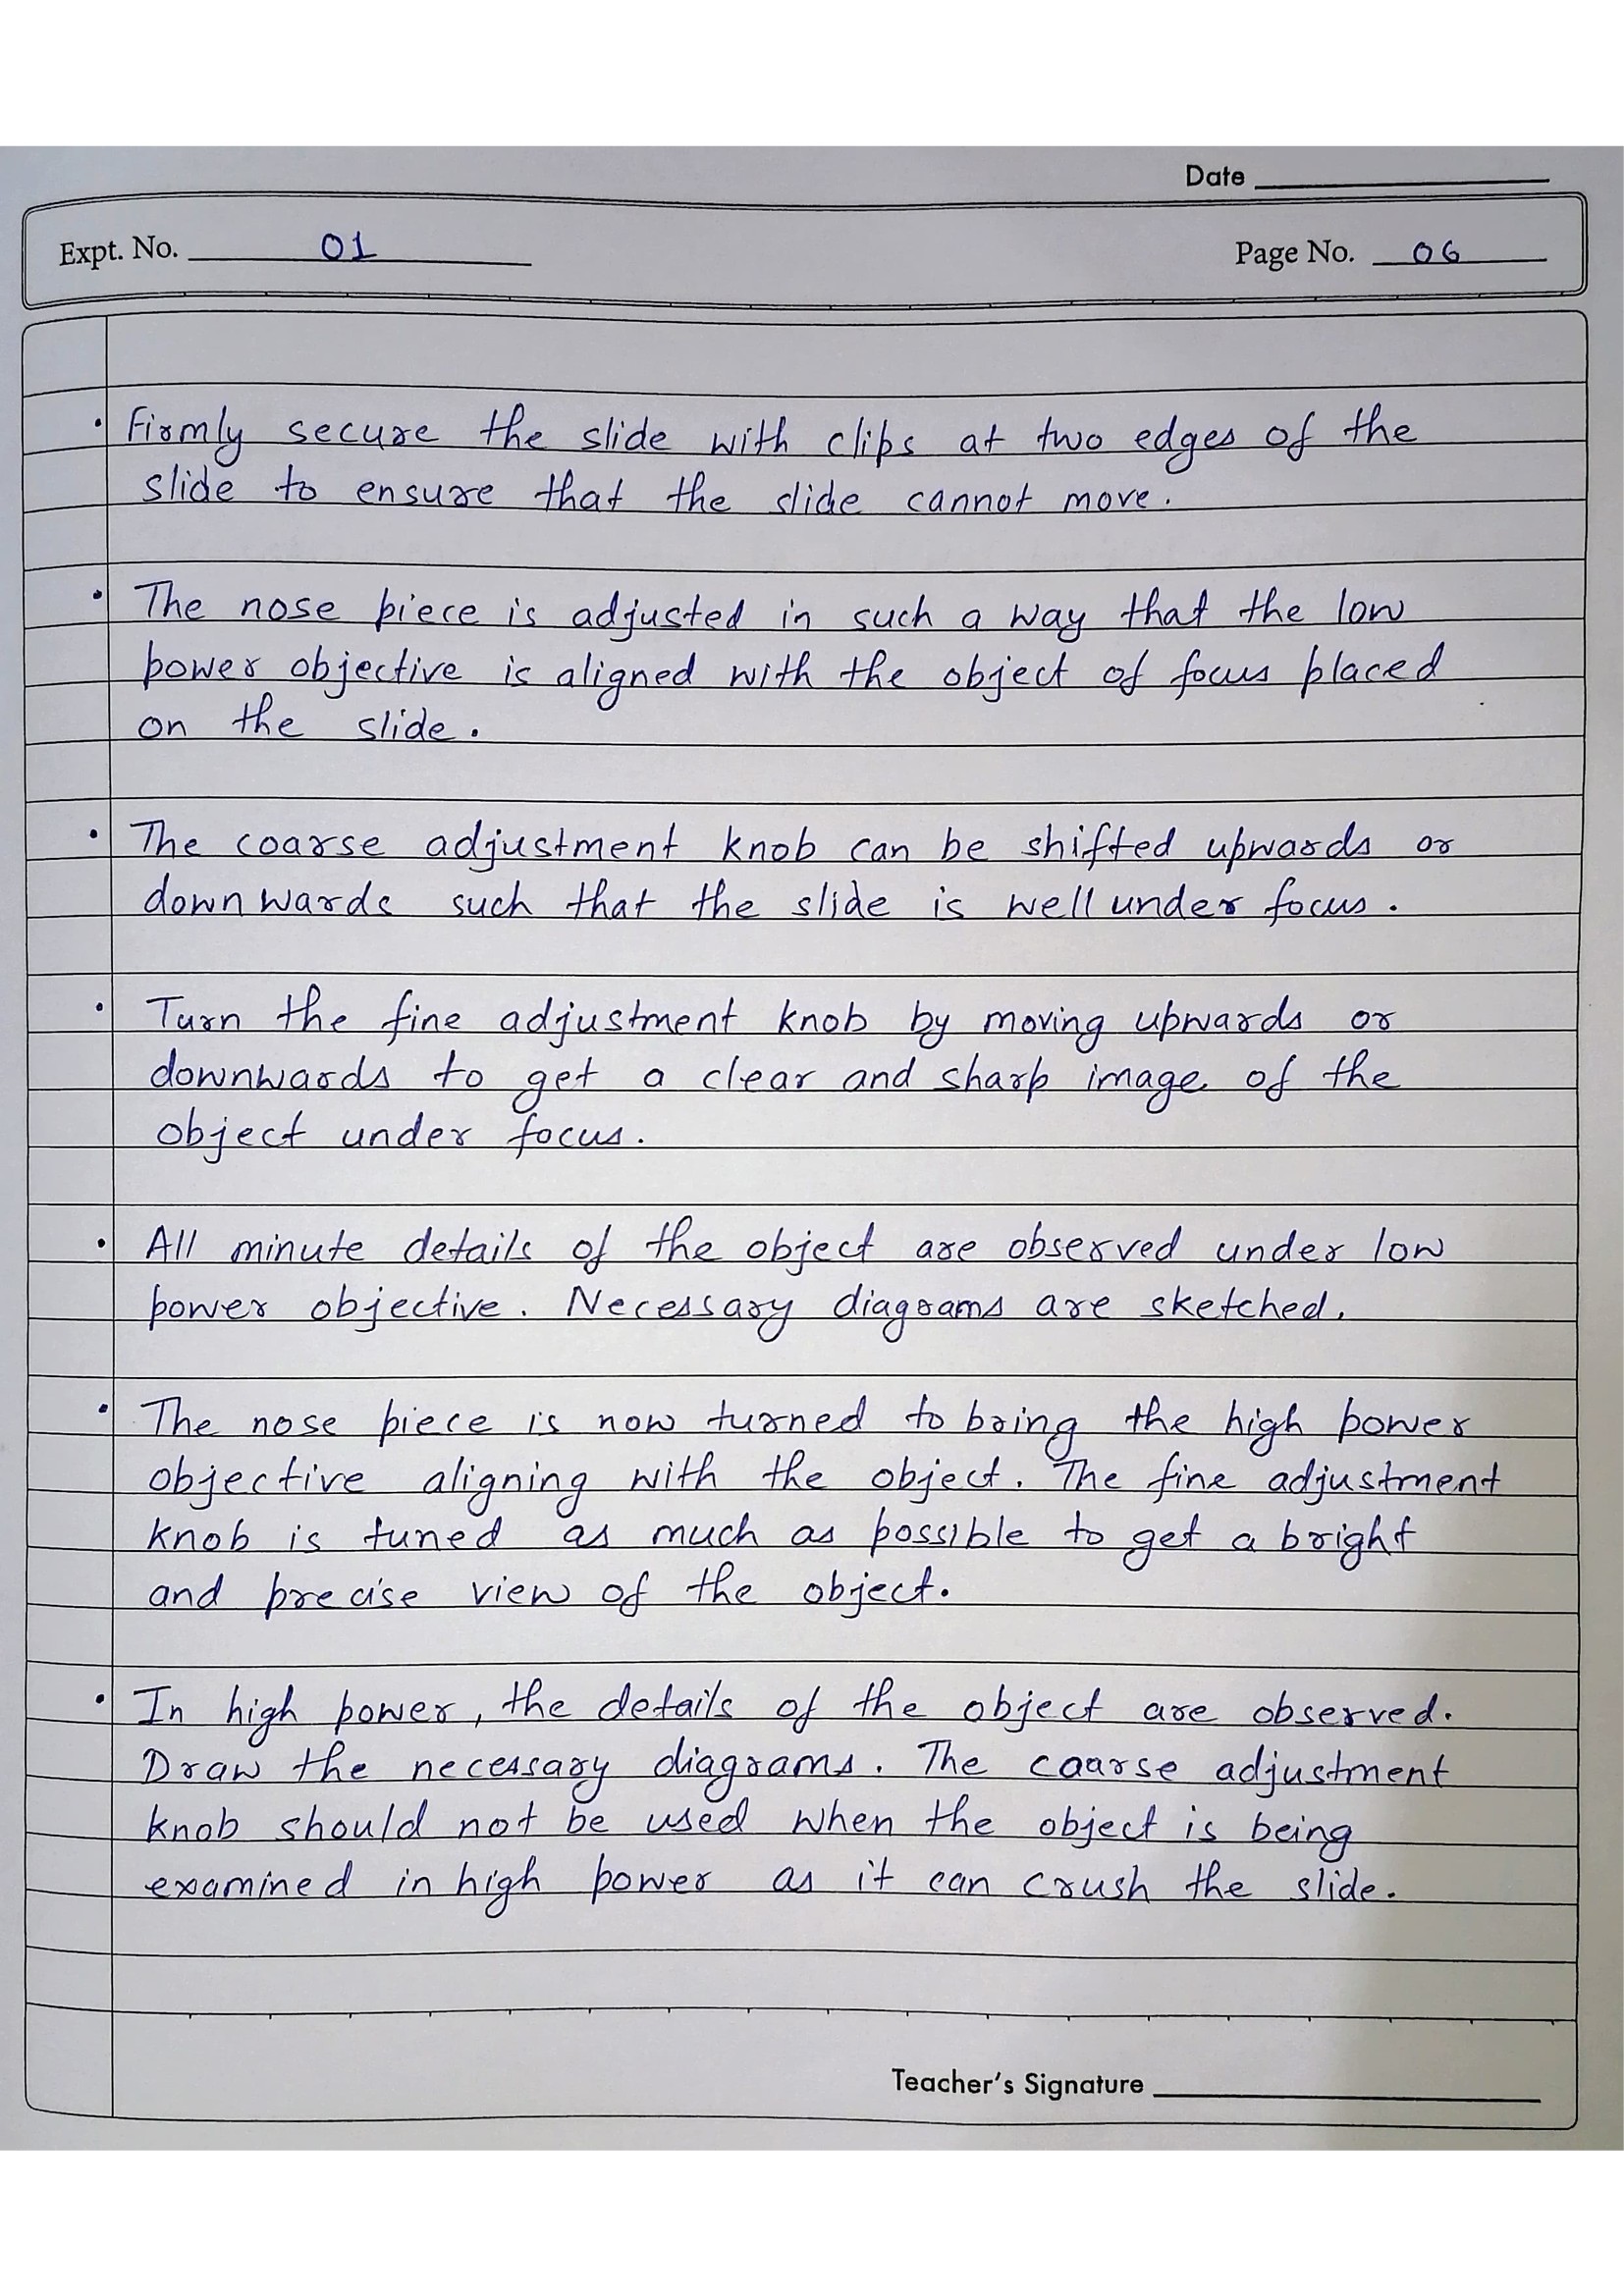 Date
Expt. No. 01
Page No. 06
• Firmly secure the slide with clips at two edges of the
slide to ensure that the slide cannot move.
• The nose piece is adjusted in such a way that the low
power objective is aligned with the object of focus placed
on the slide.
• The coarse adjustment knob can be shifted upwards or
downwards such that the slide is well under focus.
• Turn the fine adjustment knob by moving upwards or
downwards to get a clear and sharp image of the
object under focus.
• All minute details of the object are observed under low
power objective. Necessary diagrams are sketched.
• The nose piece is now turned to bring the high power
objective aligning with the object. The fine adjustment
knob is tuned as much as possible to get a bright
and precise view of the object.
• In high power, the details of the object are observed.
Draw the necessary diagrams. The coarse adjustment
knob should not be used when the object is being
examined in high power as it can crush the slide.
Teacher's Signature